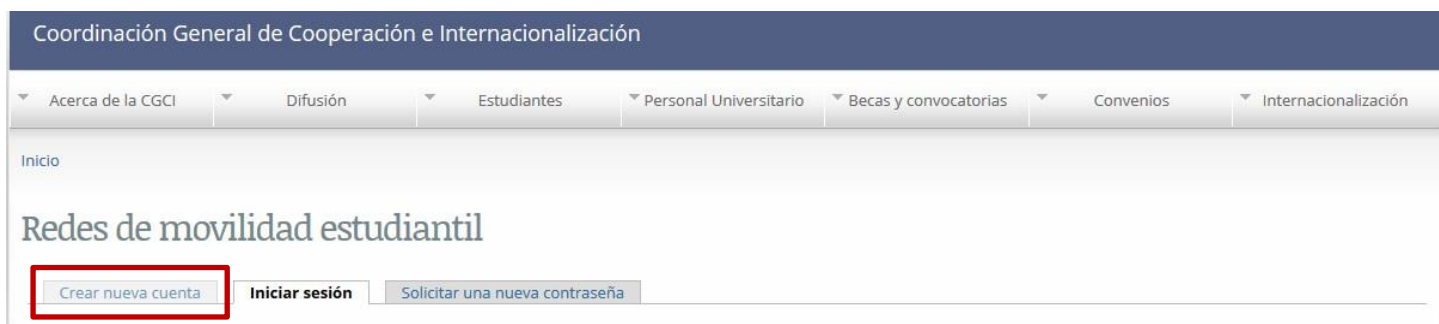 Coordinación General de Cooperación e Internacionalización
Acerca de la CGCI Difusión Estudiantes Personal Universitario Becas y convocatorias Convenios Internacionalización
Inicio
Redes de movilidad estudiantil
Crear nueva cuenta Iniciar sesión Solicitar una nueva contraseña